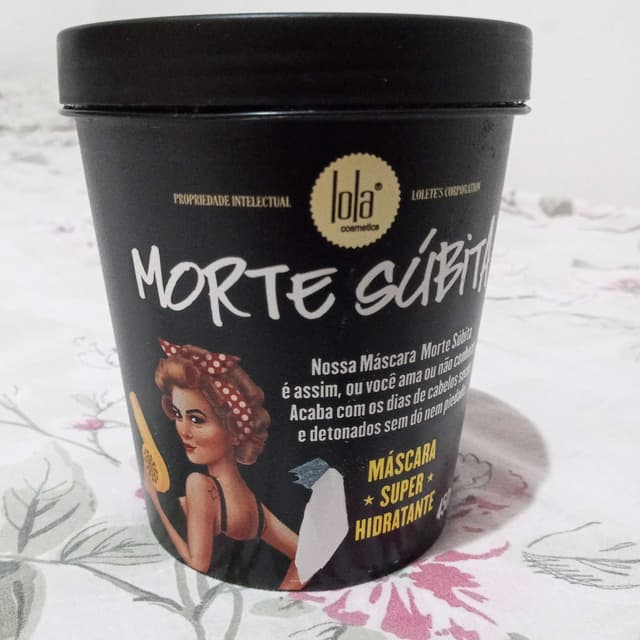 PROPRIEDADE INTELECTUAL
lola®
cosmetics
LOLETE'S CORPORATION
MORTE SÚBITA
Nossa Máscara Morte Súbita
é assim, ou você ama ou não
Acaba com os dias de cabelos
e detonados sem dó nem
MÁSCARA
SUPER
HIDRATANTE